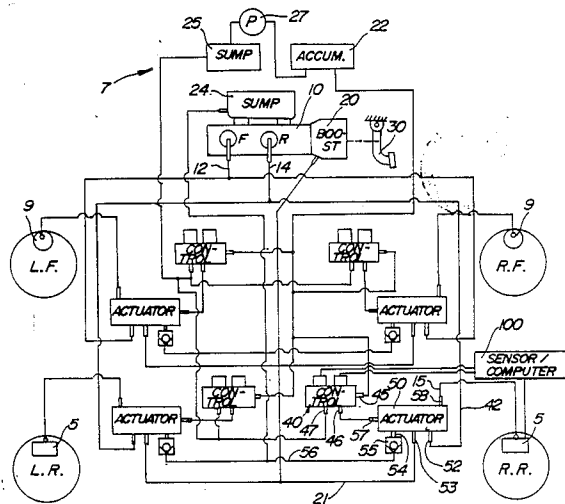 25
P
27
SUMP
ACCUM.
22
7
24
SUMP
10
20
F
R
BOO-
ST
30
12
14
9
L.F.
CON-
TROL
CON-
TROL
9
R.F.
ACTUATOR
ACTUATOR
SENSOR/
COMPUTER
100
CON-
TROL
CON-
TROL
40
45
47
46
50
15
58
42
57
ACTUATOR
ACTUATOR
5
L.R.
55
54
56
52
53
5
R.R.
21